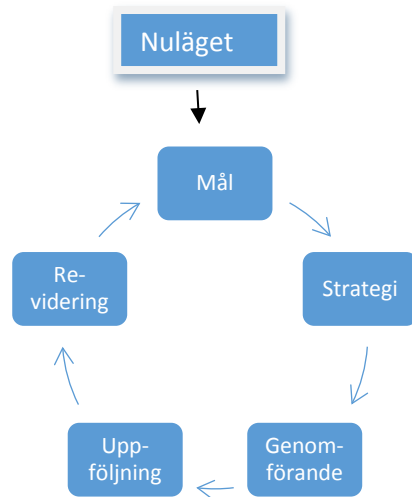 Nuläget
Mål
Strategi
Genom-
förande
Upp-
följning
Re-
videring